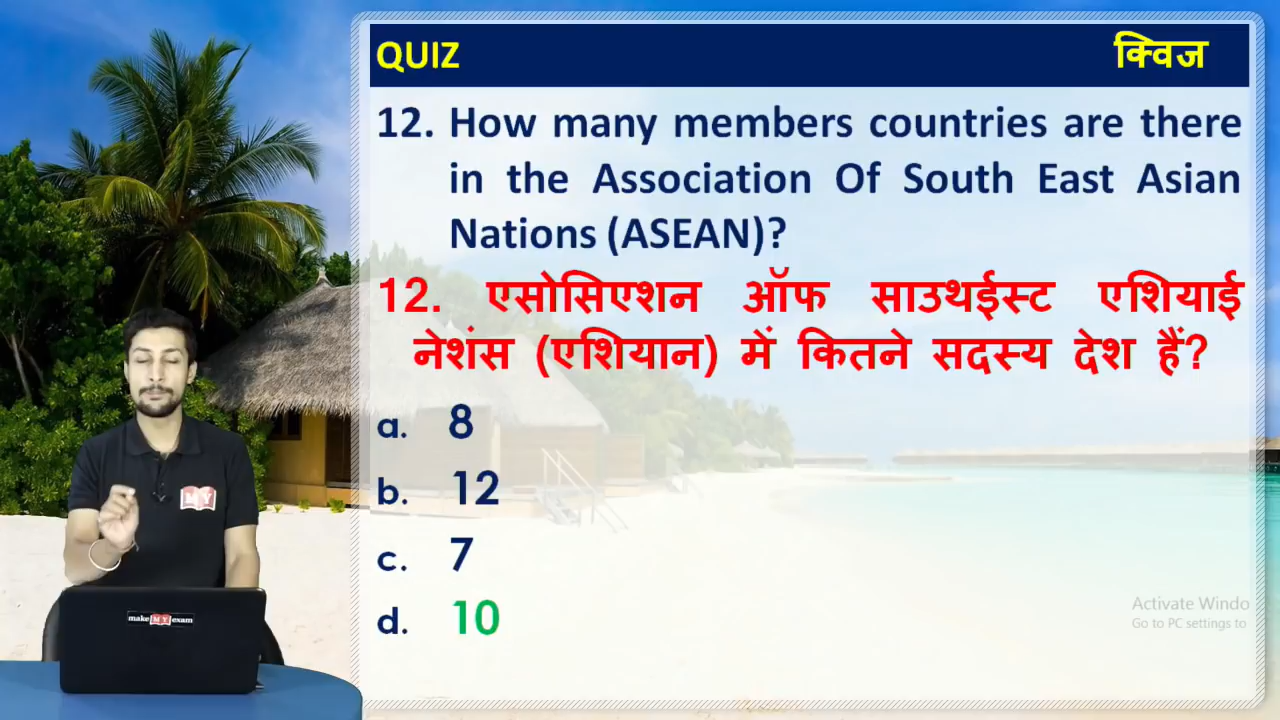 QUIZ क्विज
12. How many members countries are there
in the Association Of South East Asian
Nations (ASEAN)?
12. एसोसिएशन ऑफ साउथईस्ट एशियाई
नेशंस (एशियान) में कितने सदस्य देश हैं?
a. 8
b. 12
c. 7
d. 10
Activate Windo
Go to PC settings to
MY
make MY exam